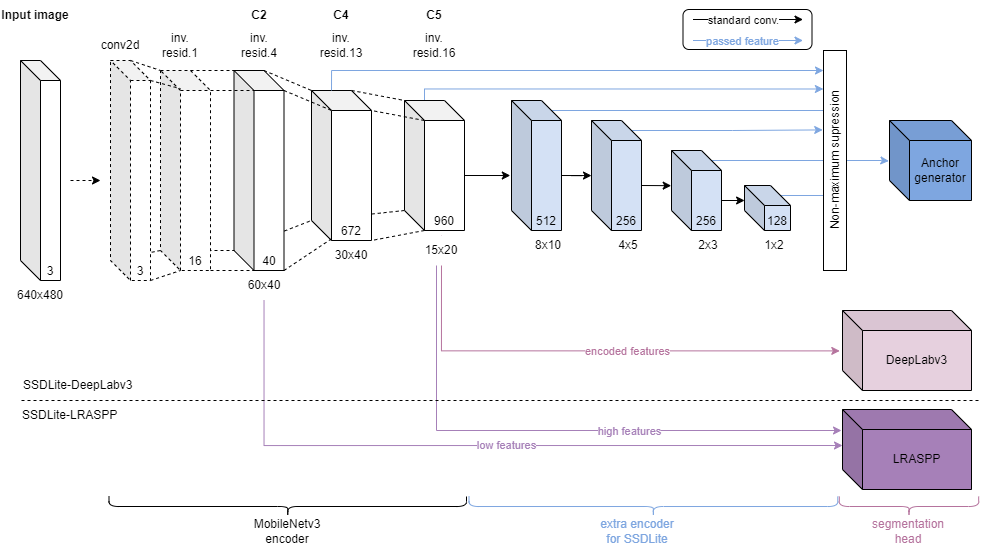 Input image
C2
C4
C5
conv2d
inv.
resid.1
inv.
resid.4
inv.
resid.13
inv.
resid.16
standard conv.
passed feature
3
3
16
40
672
960
512
256
256
128
640x480
60x40
30x40
15x20
8x10
4x5
2x3
1x2
Non-maximum supression
Anchor
generator
encoded features
DeepLabv3
SSDLite-DeepLabv3
SSDLite-LRASPP
high features
low features
LRASPP
MobileNetv3
encoder
extra encoder
for SSDLite
segmentation
head